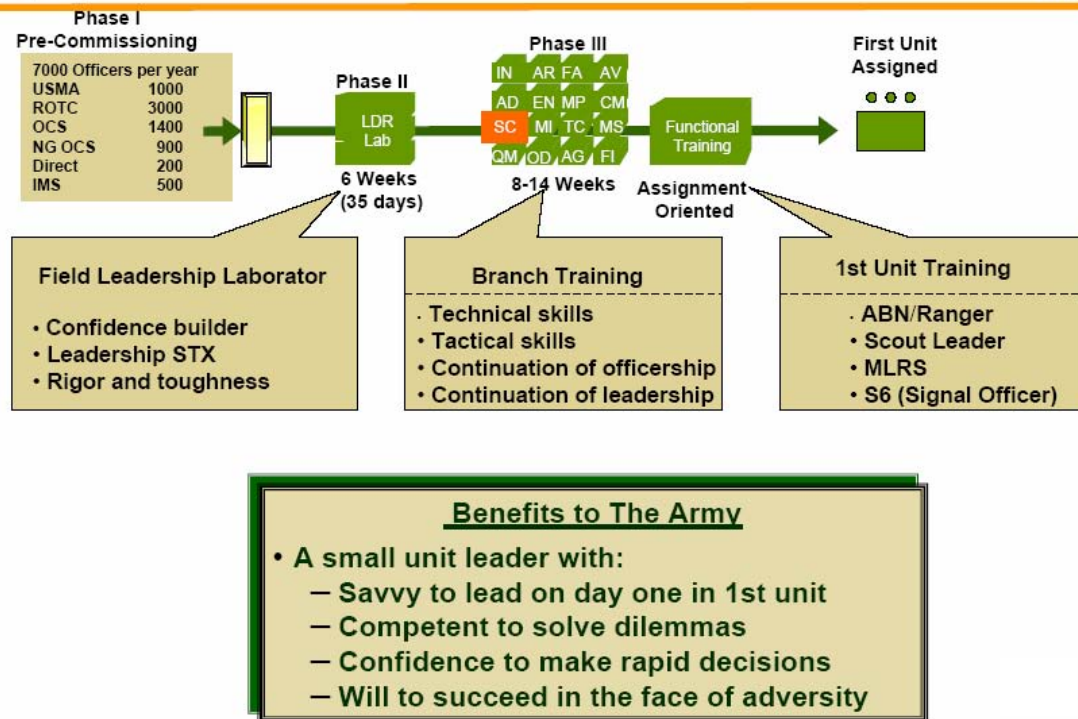 Phase I
Pre-Commissioning
7000 Officers per year
USMA 1000
ROTC 3000
OCS 1400
NG OCS 900
Direct 200
IMS 500
Phase II
LDR
Lab
6 Weeks
(35 days)
Phase III
IN AR FA AV
AD EN MP CM
SC MI TC MS
QM OD AG FI
8-14 Weeks
Functional
Training
Assignment
Oriented
First Unit
Assigned
Field Leadership Laborator
• Confidence builder
• Leadership STX
• Rigor and toughness
Branch Training
. Technical skills
• Tactical skills
• Continuation of officership
• Continuation of leadership
1st Unit Training
. ABN/Ranger
• Scout Leader
• MLRS
• S6 (Signal Officer)
Benefits to The Army
• A small unit leader with:
– Savvy to lead on day one in 1st unit
– Competent to solve dilemmas
– Confidence to make rapid decisions
– Will to succeed in the face of adversity